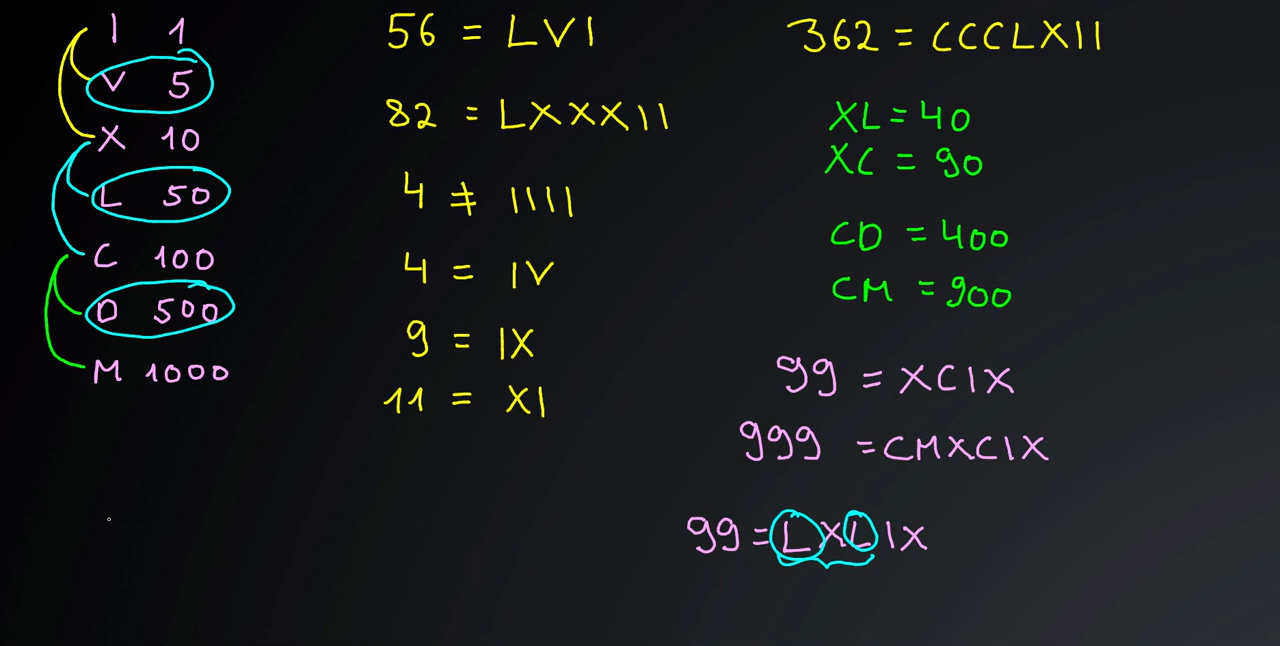 I 1
V 5
X 10
L 50
C 100
D 500
M 1000
56 = LVI
82 = LXXXII
4 ≠ IIII
4 = IV
9 = IX
11 = XI
362 = CCCLXII
XL = 40
XC = 90
CD = 400
CM = 900
99 = XCIX
999 = CMXCIX
99 = LXLIX